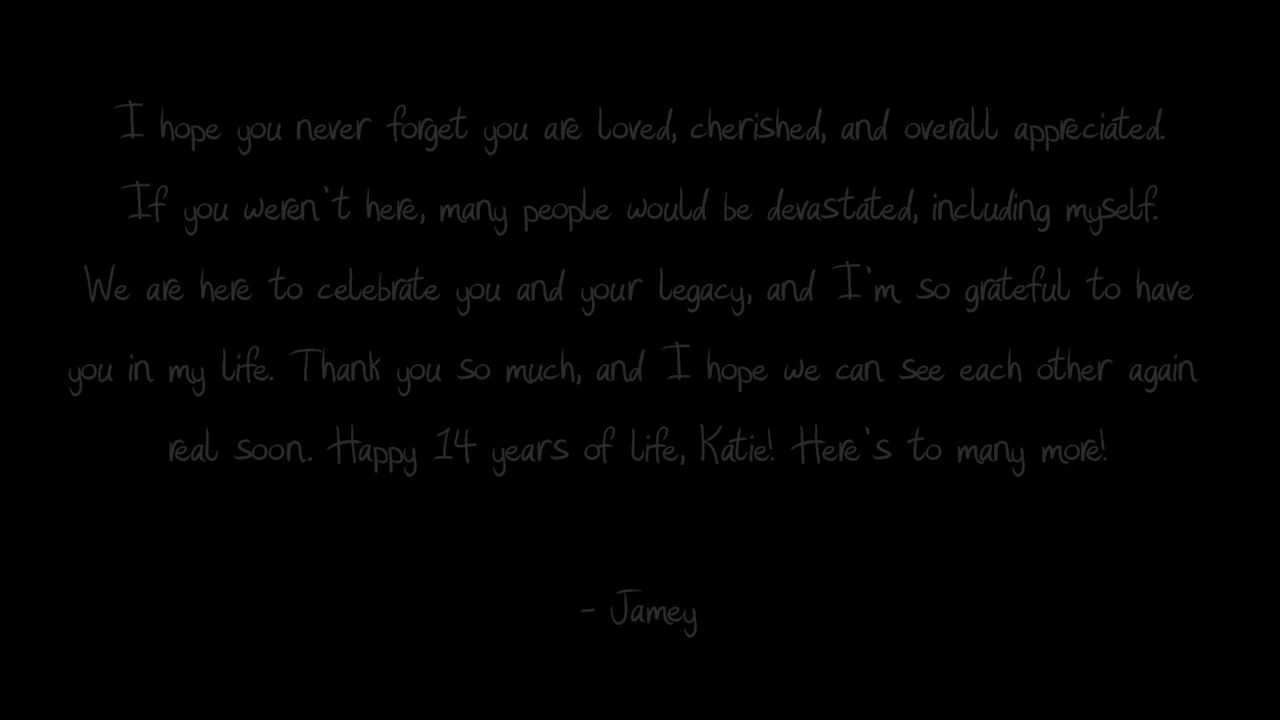 I hope you never forget you are loved, cherished, and overall appreciated.
If you weren't here, many people would be devastated, including myself.
We are here to celebrate you and your legacy, and I'm so grateful to have
you in my life. Thank you so much, and I hope we can see each other again
real soon. Happy 14 years of life, Katie! Here's to many more!
- Jamey